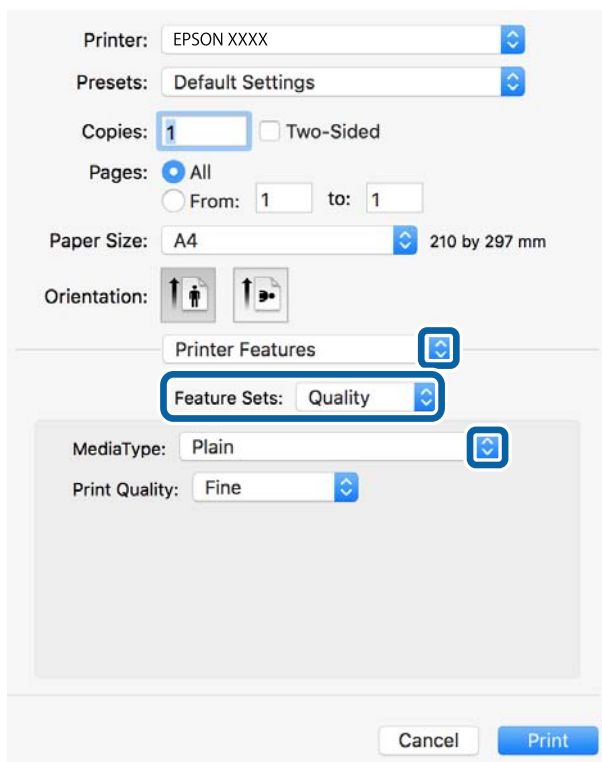 Printer: EPSON XXXX
Presets: Default Settings
Copies: 1 Two-Sided
Pages: All
From: 1 to: 1
Paper Size: A4 210 by 297 mm
Orientation:
Printer Features
Feature Sets: Quality
MediaType: Plain
Print Quality: Fine
Cancel Print